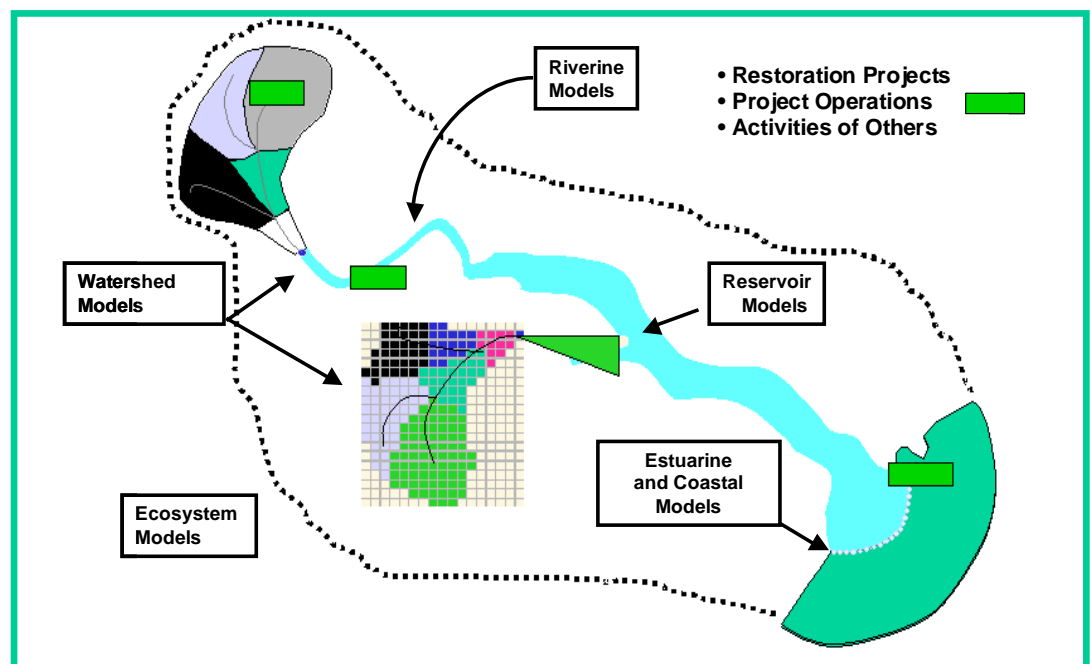 Riverine
Models
• Restoration Projects
• Project Operations
• Activities of Others
Watershed
Models
Reservoir
Models
Estuarine
and Coastal
Models
Ecosystem
Models